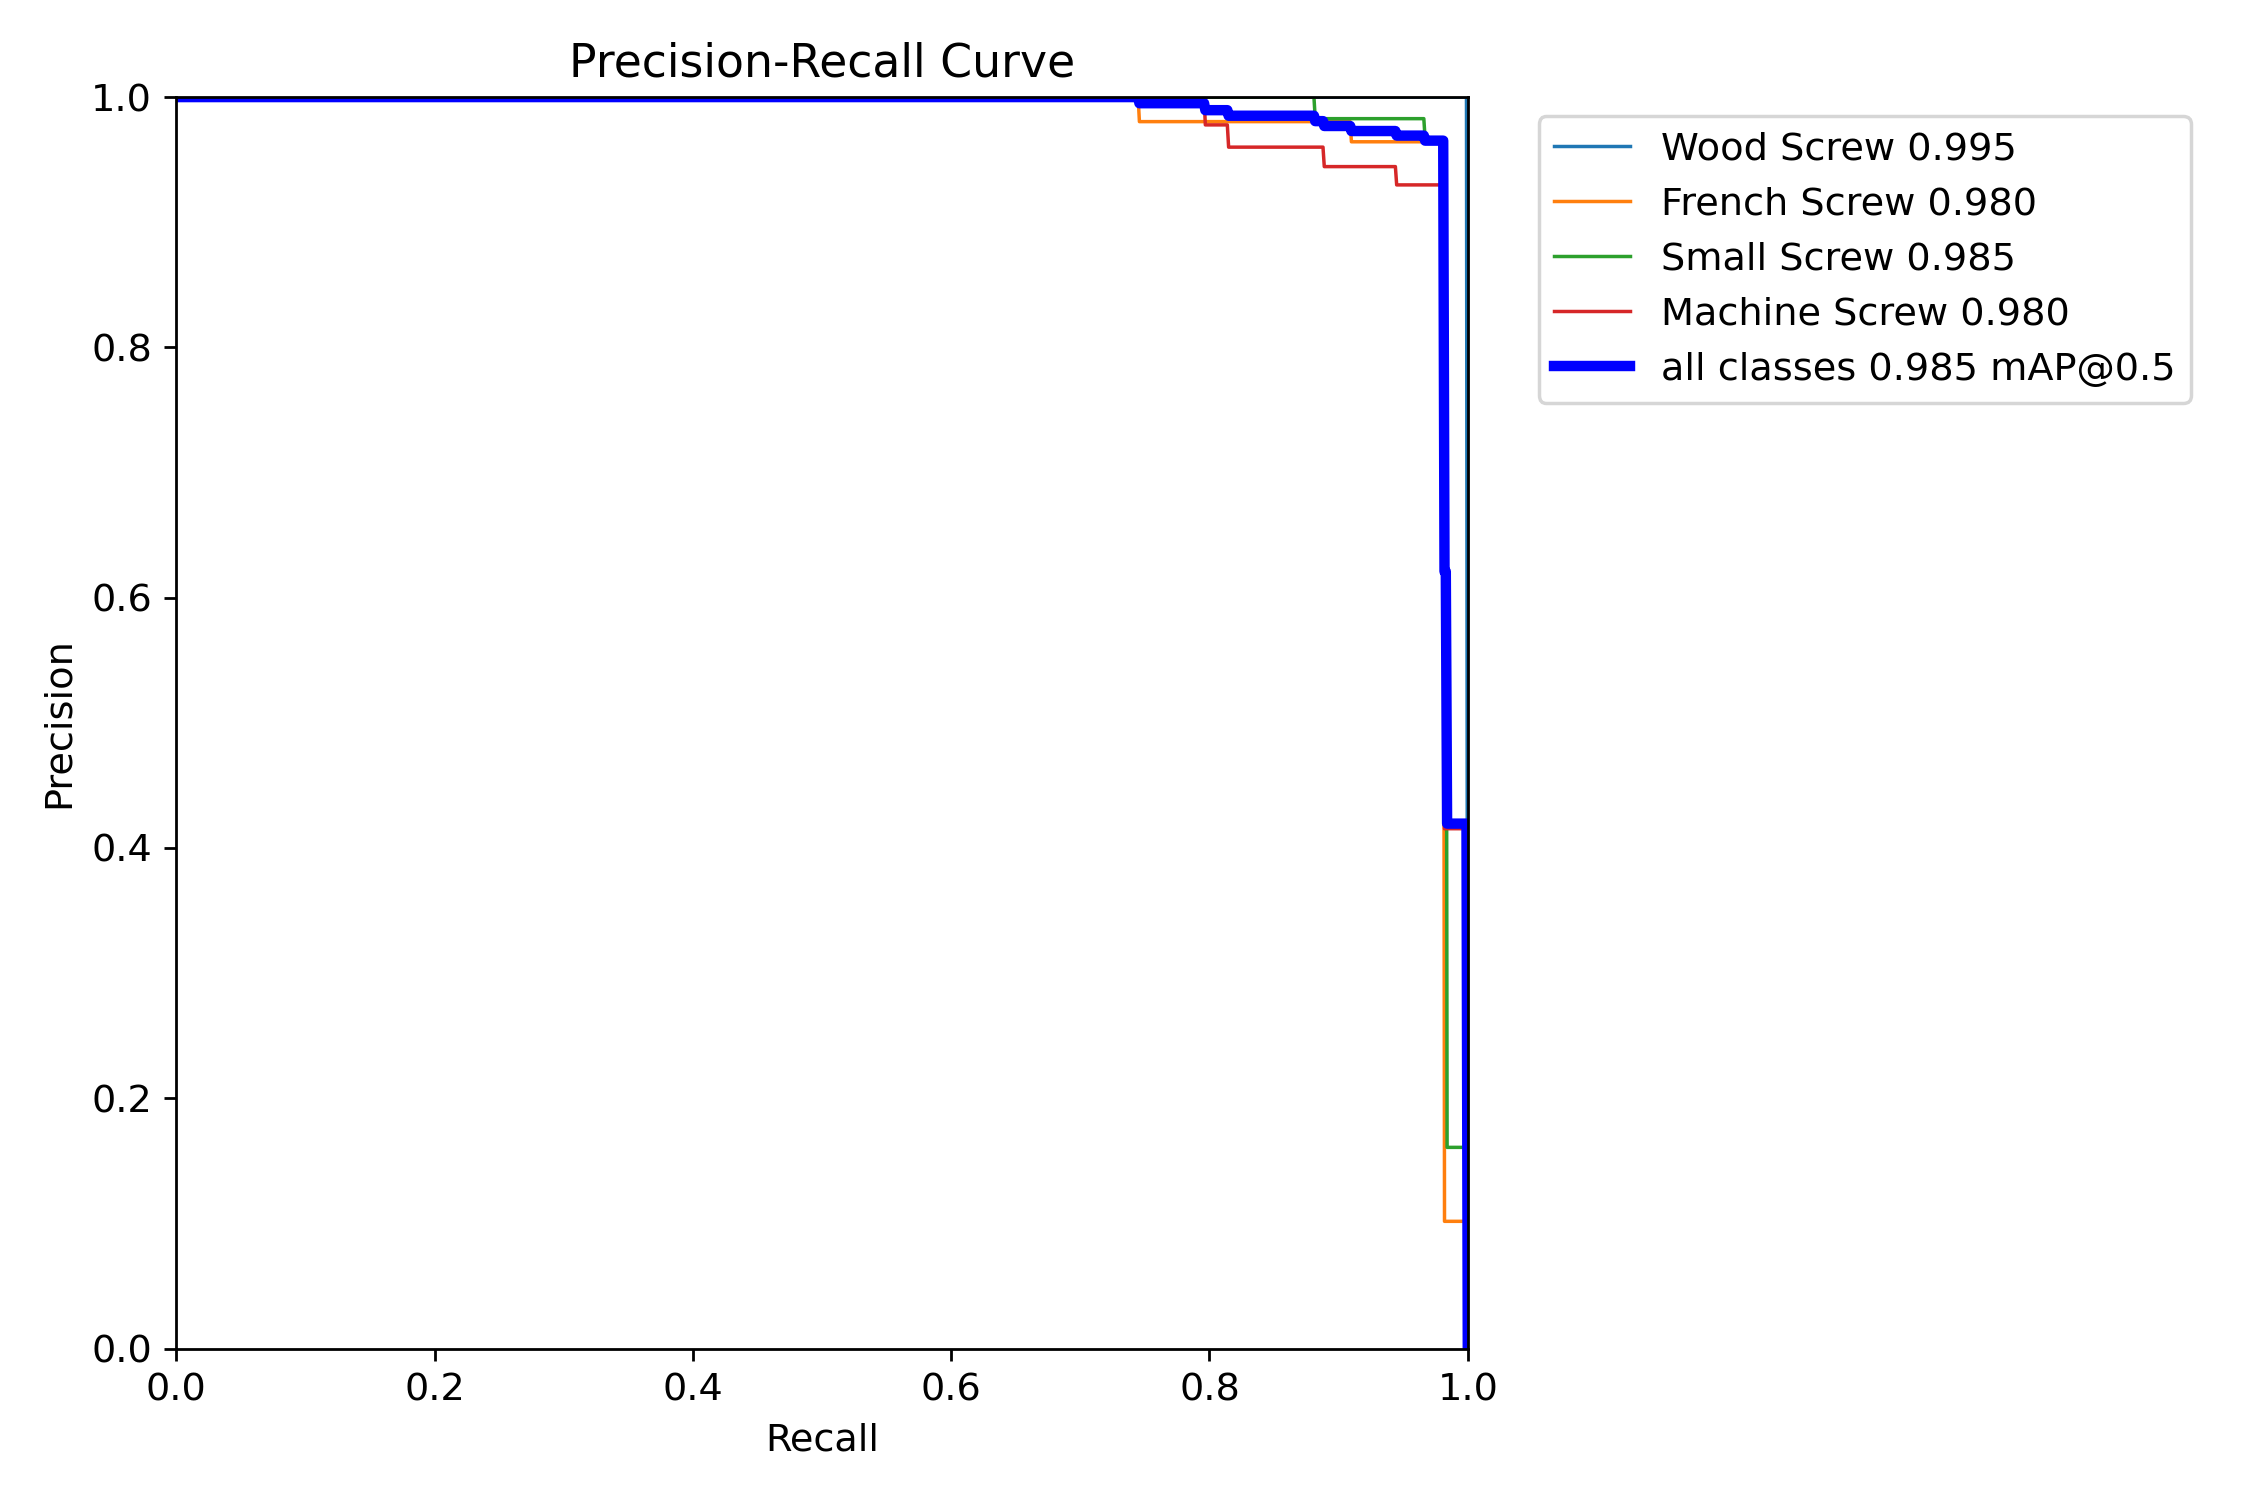 Precision-Recall Curve
1.0
0.8
0.6
0.4
0.2
0.0
Precision
0.0 0.2 0.4 0.6 0.8 1.0
Recall
Wood Screw 0.995
French Screw 0.980
Small Screw 0.985
Machine Screw 0.980
all classes 0.985 mAP@0.5